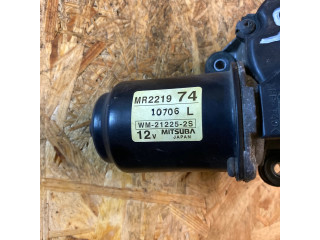 MR2219 74
10706 L
WM-21225-2S
12V MITSUBA
JAPAN